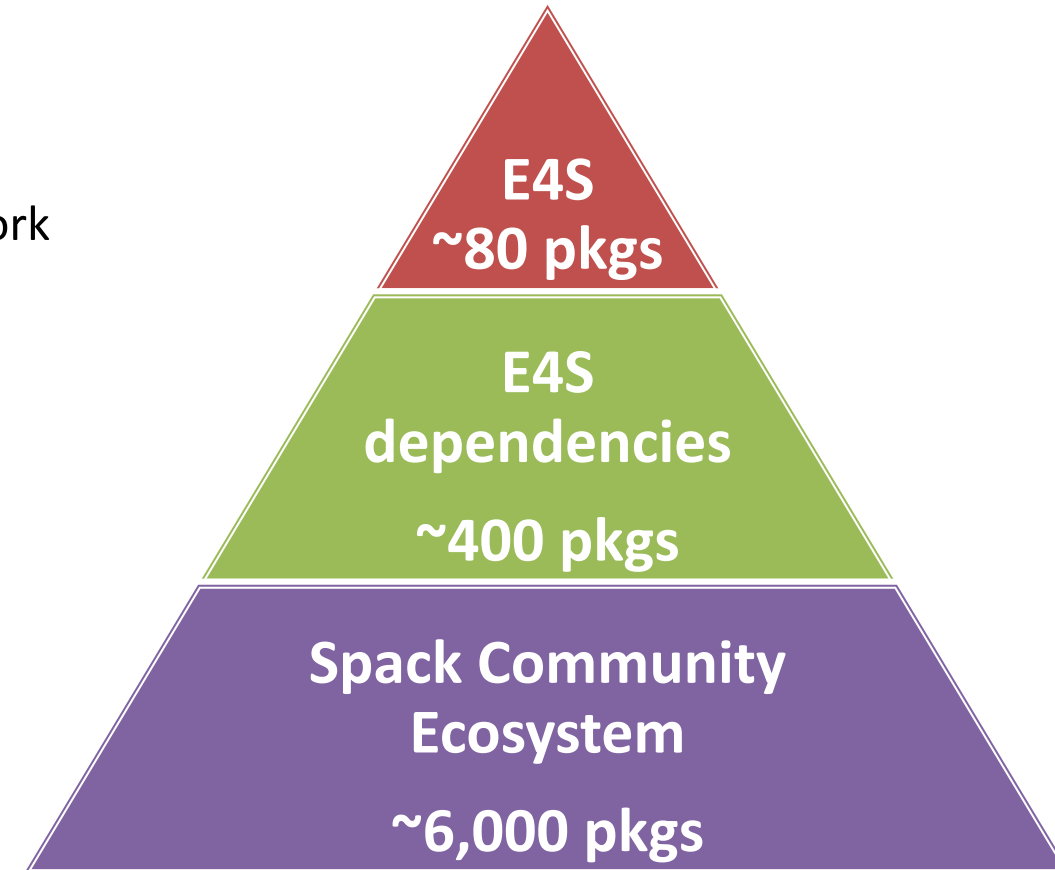 E4S
ork
~80 pkgs
E4S
dependencies
~400 pkgs
Spack Community
Ecosystem
~6,000 pkgs